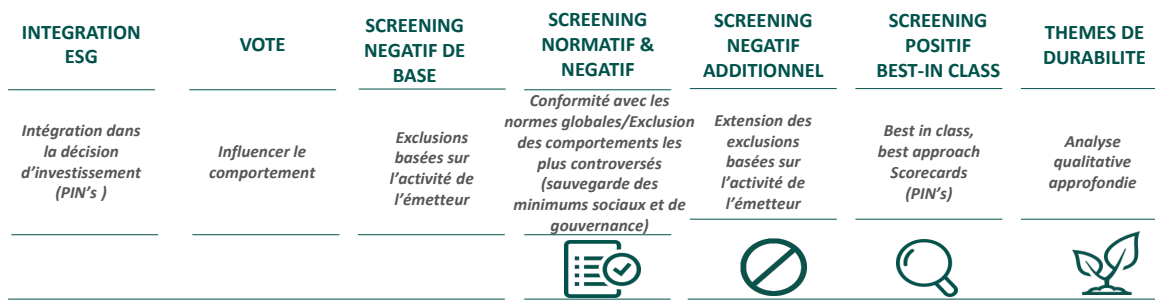 INTEGRATION
ESG
VOTE
SCREENING
NEGATIF DE
BASE
SCREENING
NORMATIF &
NEGATIF
SCREENING
NEGATIF
ADDITIONNEL
SCREENING
POSITIF
BEST-IN CLASS
THEMES DE
DURABILITE
Intégration dans
la décision
d'investissement
(PIN's )
Influencer le
comportement
Exclusions
basées sur
l'activité de
l'émetteur
Conformité avec les
normes globales/Exclusion
des comportements les
plus controversés
(sauvegarde des
minimums sociaux et de
gouvernance)
Extension des
exclusions
basées sur
l'activité de
l'émetteur
Best in class,
best approach
Scorecards
(PIN's)
Analyse
qualitative
approfondie